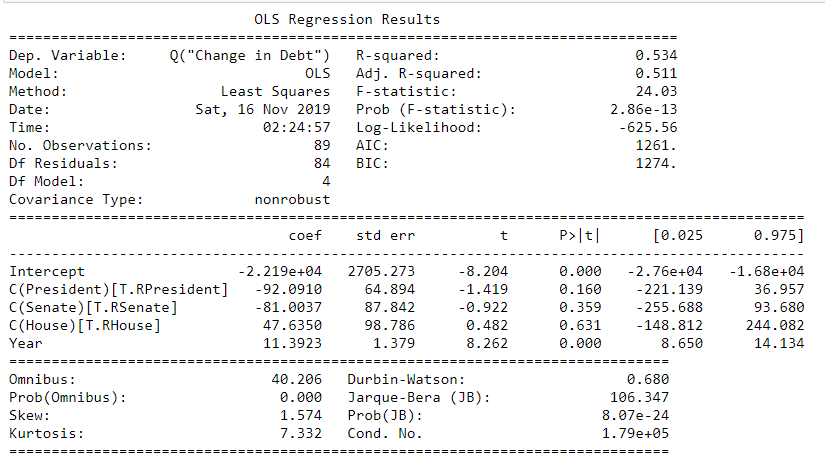 OLS Regression Results
==============================================================================
Dep. Variable: Q("Change in Debt") R-squared: 0.534
Model: OLS Adj. R-squared: 0.511
Method: Least Squares F-statistic: 24.03
Date: Sat, 16 Nov 2019 Prob (F-statistic): 2.86e-13
Time: 02:24:57 Log-Likelihood: -625.56
No. Observations: 89 AIC: 1261.
Df Residuals: 84 BIC: 1274.
Df Model: 4
Covariance Type: nonrobust
==============================================================================================
coef std err t P>|t| [0.025 0.975]
----------------------------------------------------------------------------------------------
Intercept -2.219e+04 2705.273 -8.204 0.000 -2.76e+04 -1.68e+04
C(President)[T.RPresident] -92.0910 64.894 -1.419 0.160 -221.139 36.957
C(Senate)[T.RSenate] -81.0037 87.842 -0.922 0.359 -255.688 93.680
C(House)[T.RHouse] 47.6350 98.786 0.482 0.631 -148.812 244.082
Year 11.3923 1.379 8.262 0.000 8.650 14.134
==============================================================================
Omnibus: 40.206 Durbin-Watson: 0.680
Prob(Omnibus): 0.000 Jarque-Bera (JB): 106.347
Skew: 1.574 Prob(JB): 8.07e-24
Kurtosis: 7.332 Cond. No. 1.79e+05
==============================================================================